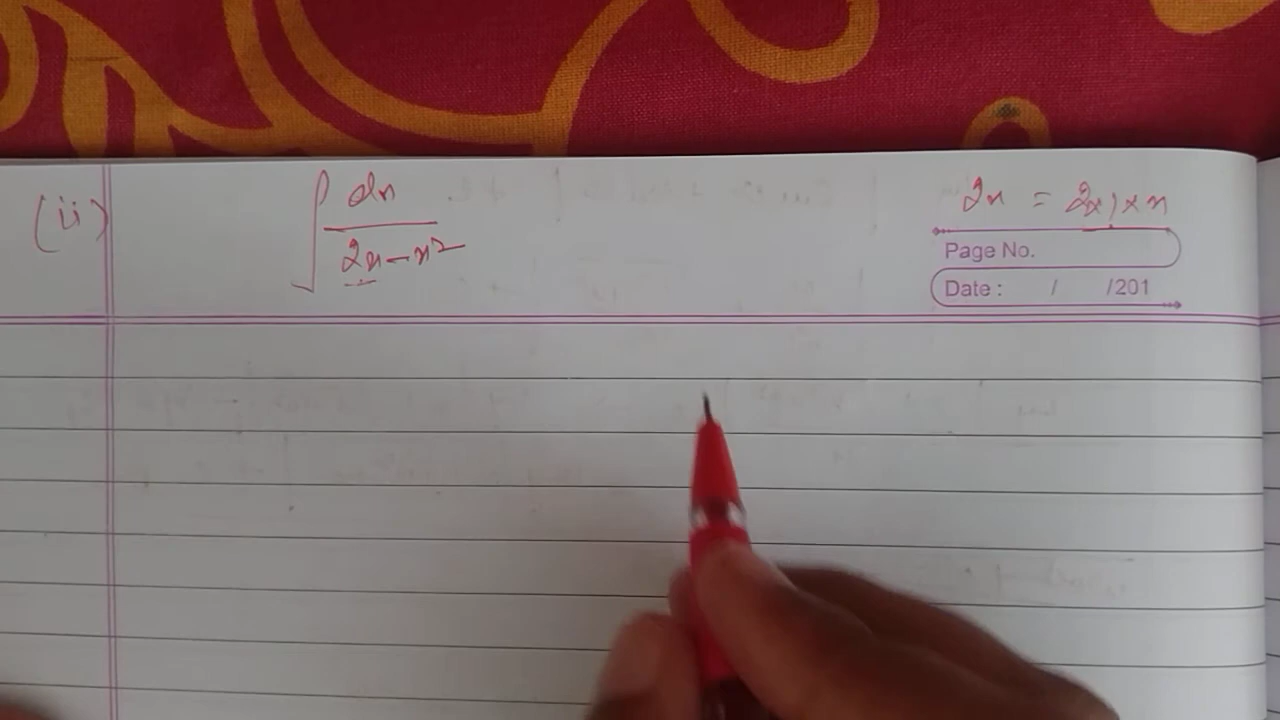 (ii) ∫ dx / (2x-x²)
2x = 2×1×x
Page No.
Date : / /201